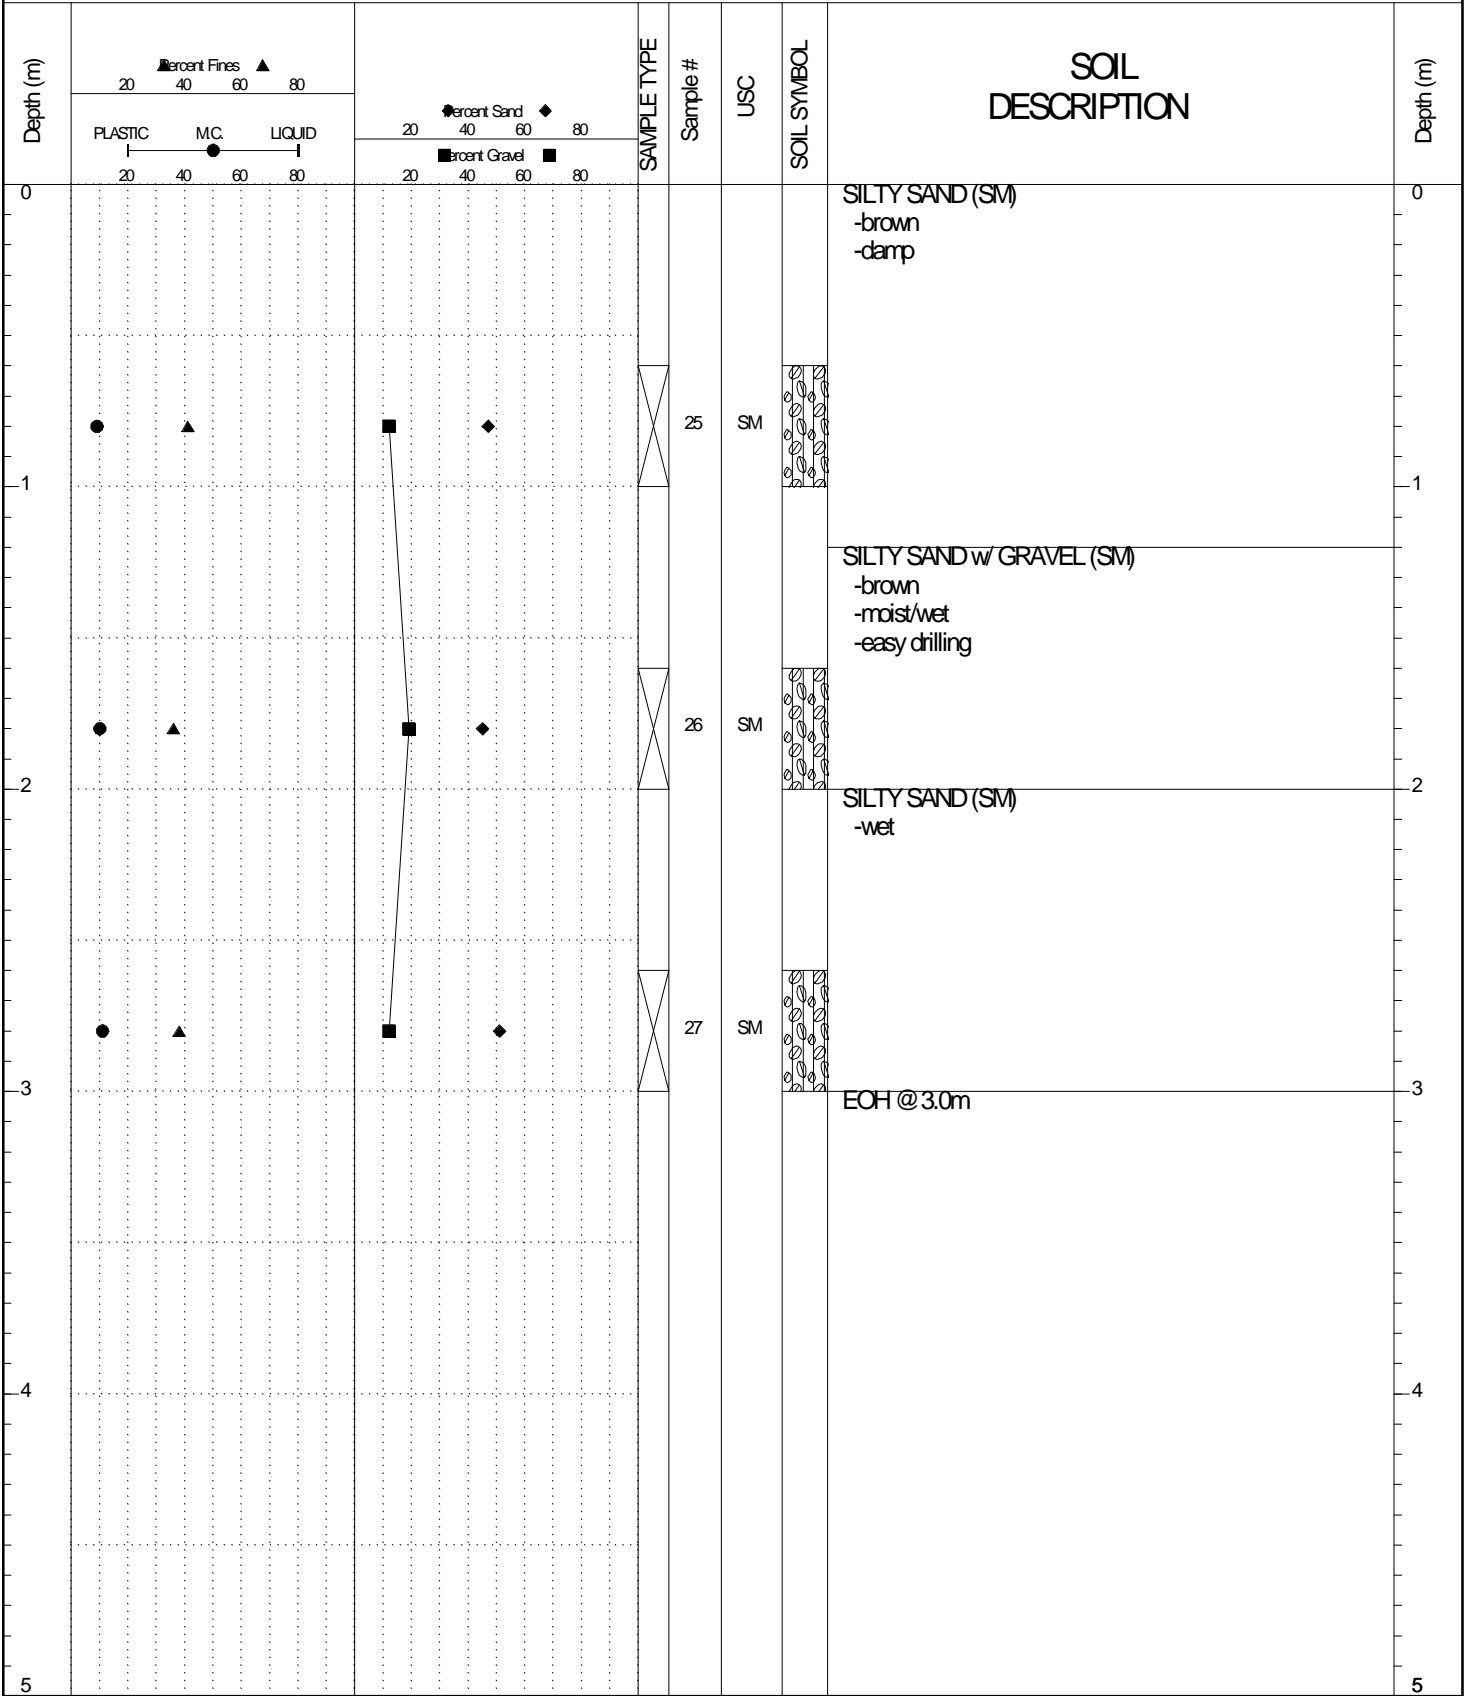 Depth (m)
Percent Fines
20 40 60 80
PLASTIC M.C. LIQUID
20 40 60 80
Percent Sand
20 40 60 80
Percent Gravel
20 40 60 80
SAMPLE TYPE
Sample #
USC
SOIL SYMBOL
SOIL
DESCRIPTION
Depth (m)
0 SILTY SAND (SM) 0
-brown
-damp
25 SM
1 1
SILTY SAND w/ GRAVEL (SM)
-brown
-moist/wet
-easy drilling
26 SM
2 SILTY SAND (SM) 2
-wet
27 SM
3 EOH @ 3.0m 3
4 4
5 5